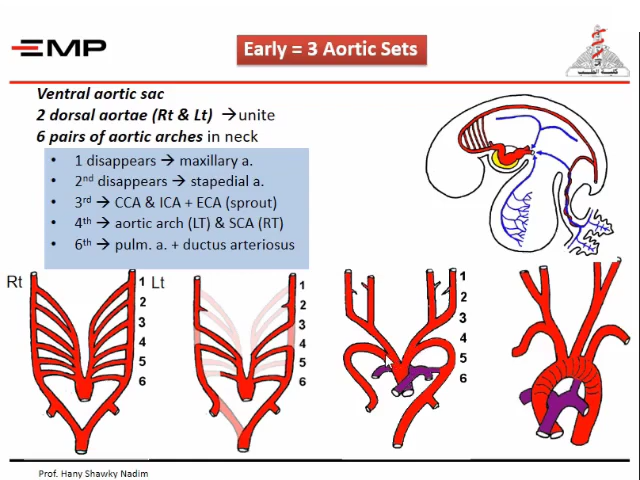 EMP
Early = 3 Aortic Sets
Ventral aortic sac
2 dorsal aortae (Rt & Lt) →unite
6 pairs of aortic arches in neck
• 1 disappears → maxillary a.
• 2nd disappears → stapedial a.
• 3rd → CCA & ICA + ECA (sprout)
• 4th → aortic arch (LT) & SCA (RT)
• 6th → pulm. a. + ductus arteriosus
Rt
Lt
1
2
3
4
5
6
1
2
3
4
5
6
1
2
3
4
5
6
Prof. Hany Shawky Nadim